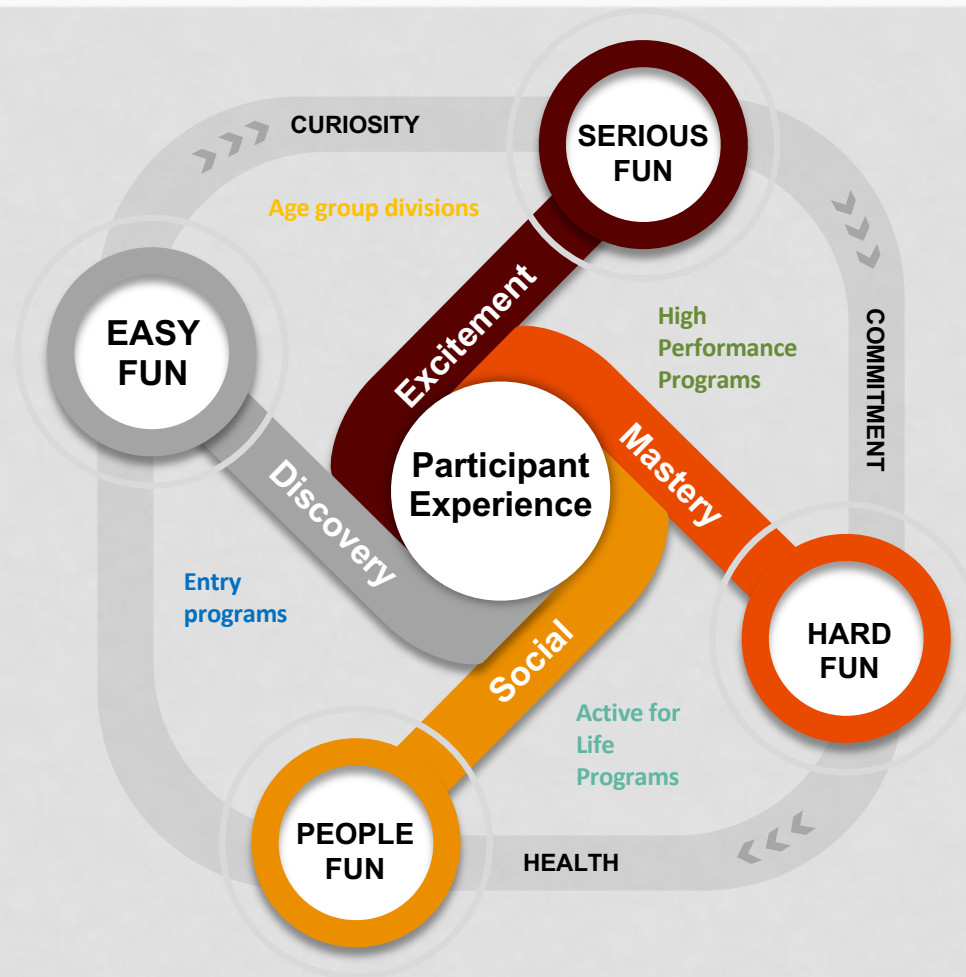 CURIOSITY
SERIOUS
FUN
Age group divisions
Excitement
EASY
FUN
High
Performance
Programs
COMMITMENT
Participant
Experience
Mastery
Discovery
Entry
programs
HARD
FUN
Social
Active for
Life
Programs
PEOPLE
FUN
HEALTH